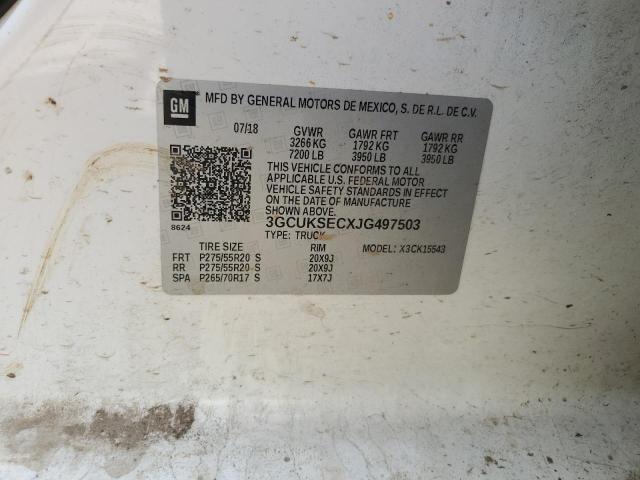 GM MFD BY GENERAL MOTORS DE MEXICO, S. DE R.L. DE C.V.
07/18 GVWR GAWR FRT GAWR RR
3266 KG 1792 KG 1792 KG
7200 LB 3950 LB 3950 LB
THIS VEHICLE CONFORMS TO ALL
APPLICABLE U.S. FEDERAL MOTOR
VEHICLE SAFETY STANDARDS IN EFFECT
ON THE DATE OF MANUFACTURE
SHOWN ABOVE.
8624 3GCUKSECXJG497503
TYPE: TRUCK
TIRE SIZE RIM MODEL: X3CK15543
FRT P275/55R20 S 20X9J
RR P275/55R20 S 20X9J
SPA P265/70R17 S 17X7J